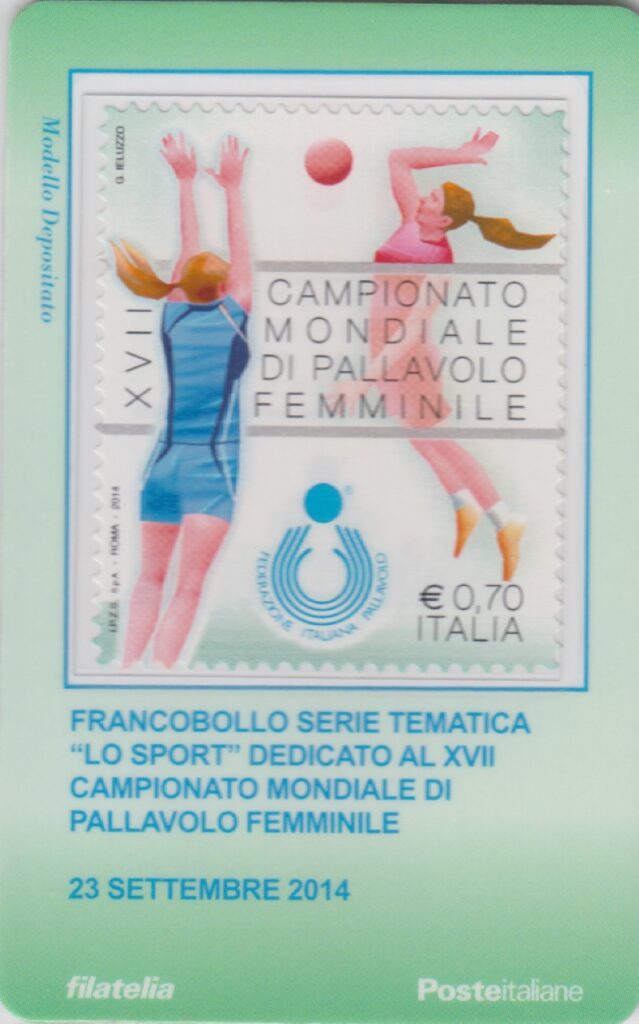 Modello Depositato
G. IELUZZO
XVII
CAMPIONATO
MONDIALE
DI PALLAVOLO
FEMMINILE
I.P.Z.S. S.p.A. - ROMA - 2014
®
FEDERAZIONE ITALIANA PALLAVOLO
€ 0,70
ITALIA
FRANCOBOLLO SERIE TEMATICA
“LO SPORT” DEDICATO AL XVII
CAMPIONATO MONDIALE DI
PALLAVOLO FEMMINILE
23 SETTEMBRE 2014
filatelia
Posteitaliane